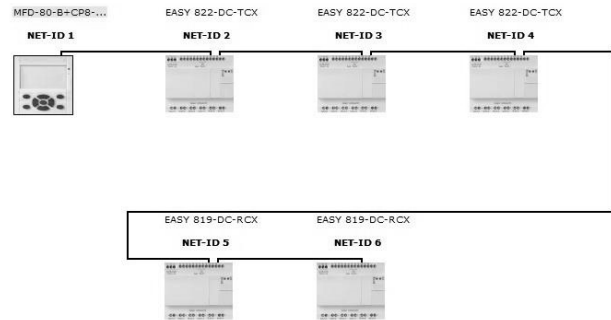 MFD-80-B+CP8-... EASY 822-DC-TCX EASY 822-DC-TCX EASY 822-DC-TCX
NET-ID 1 NET-ID 2 NET-ID 3 NET-ID 4
EASY 819-DC-RCX EASY 819-DC-RCX
NET-ID 5 NET-ID 6